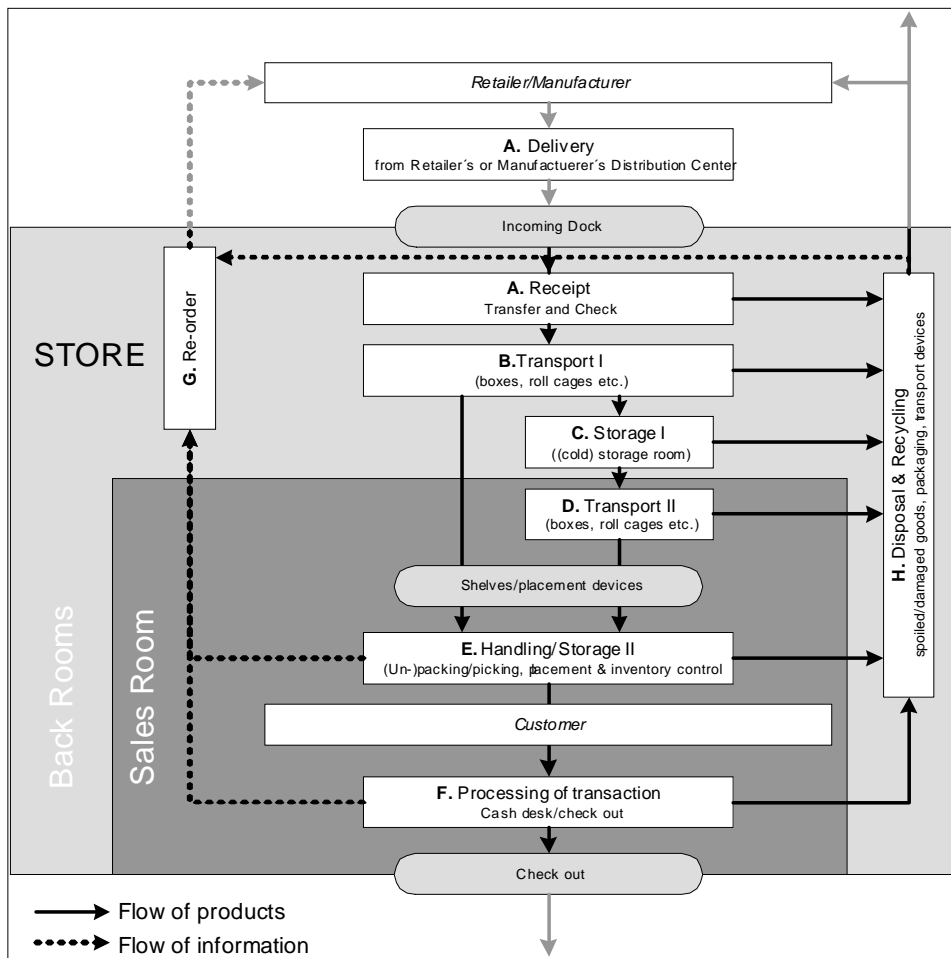 Retailer/Manufacturer
A. Delivery
from Retailer´s or Manufactuerer´s Distribution Center
Incoming Dock
A. Receipt
Transfer and Check
G. Re-order
STORE
B.Transport I
(boxes, roll cages etc.)
C. Storage I
((cold) storage room)
D. Transport II
(boxes, roll cages etc.)
H. Disposal & Recycling
spoiled/damaged goods, packaging, transport devices
Shelves/placement devices
E. Handling/Storage II
(Un-)packing/picking, placement & inventory control
Back Rooms
Sales Room
Customer
F. Processing of transaction
Cash desk/check out
Check out
Flow of products
Flow of information